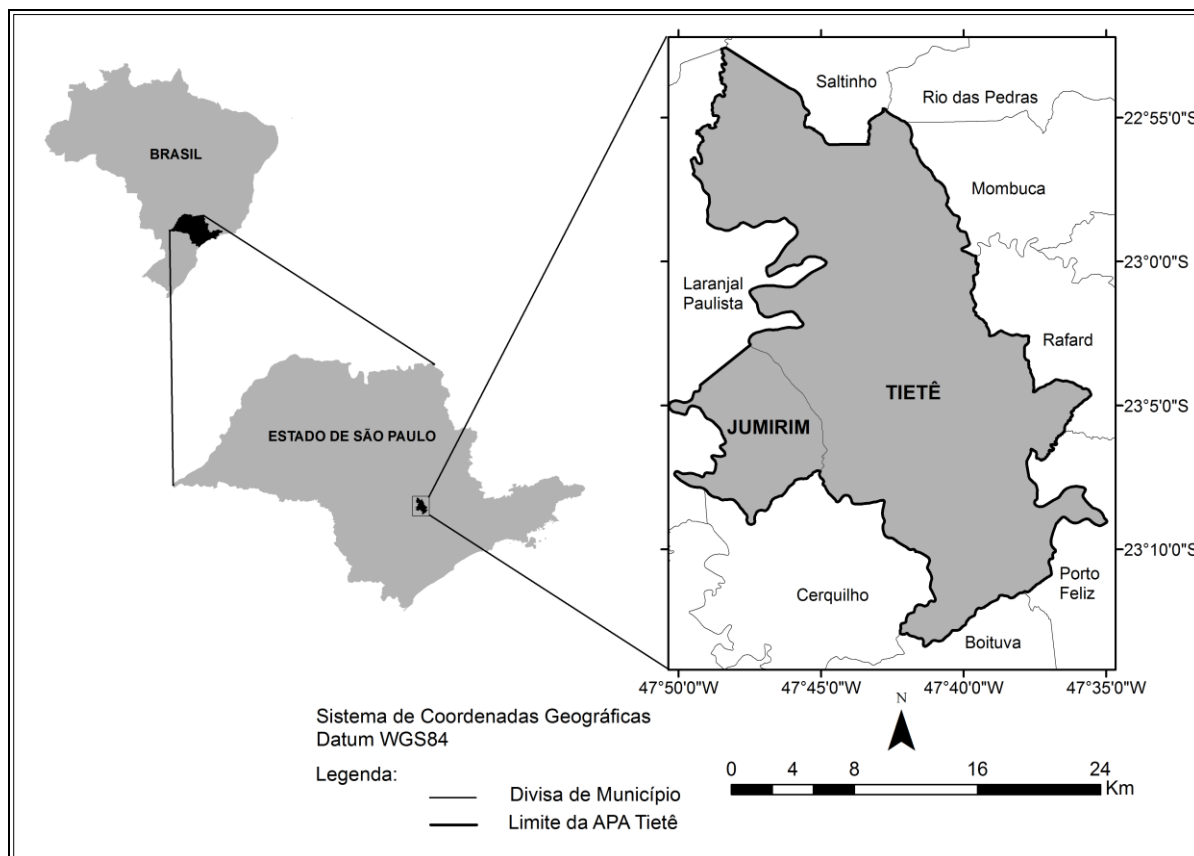 BRASIL
ESTADO DE SÃO PAULO
Saltinho
Rio das Pedras
Mombuca
Laranjal
Paulista
Rafard
TIETÊ
JUMIRIM
Cerquilho
Porto
Feliz
Boituva
22°55'0"S
23°0'0"S
23°5'0"S
23°10'0"S
47°50'0"W
47°45'0"W
47°40'0"W
47°35'0"W
Sistema de Coordenadas Geográficas
Datum WGS84
Legenda:
Divisa de Município
Limite da APA Tietê
N
0 4 8 16 24
Km